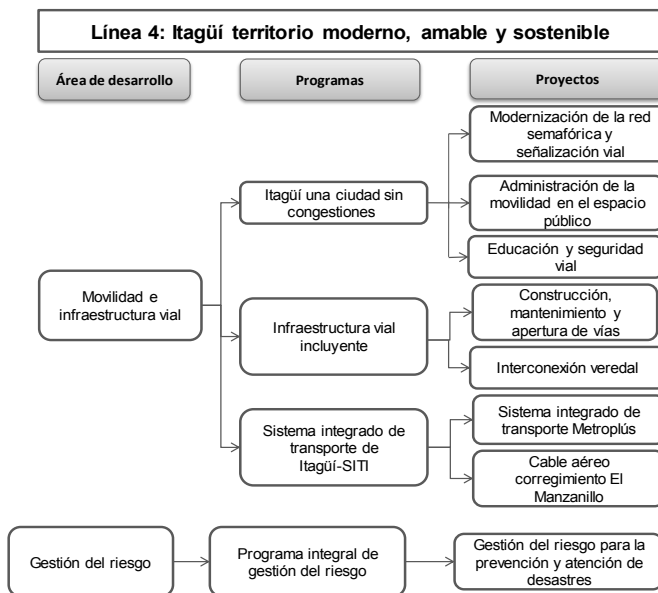 Línea 4: Itagüí territorio moderno, amable y sostenible
Área de desarrollo
Programas
Proyectos
Movilidad e
infraestructura vial
Itagüí una ciudad sin
congestiones
Modernización de la red
semafórica y
señalización vial
Administración de la
movilidad en el espacio
público
Educación y seguridad
vial
Infraestructura vial
incluyente
Construcción,
mantenimiento y
apertura de vías
Interconexión veredal
Sistema integrado de
transporte de
Itagüí-SITI
Sistema integrado de
transporte Metroplús
Cable aéreo
corregimiento El
Manzanillo
Gestión del riesgo
Programa integral de
gestión del riesgo
Gestión del riesgo para la
prevención y atención de
desastres